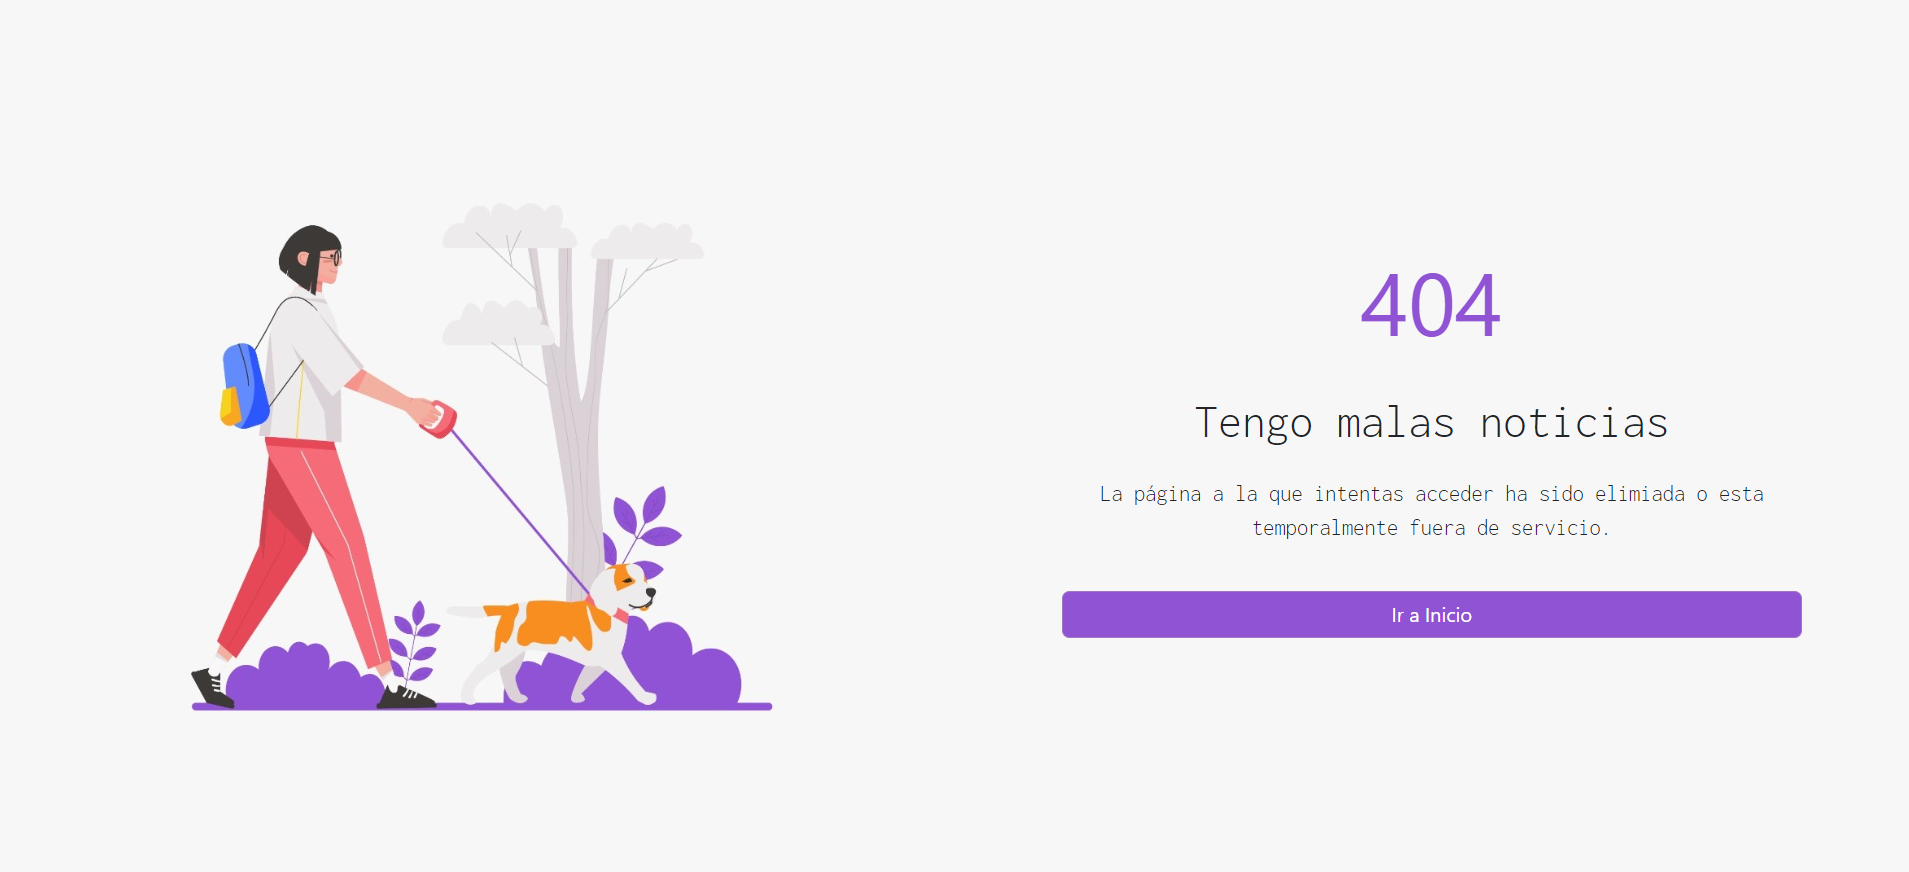 404
Tengo malas noticias
La página a la que intentas acceder ha sido elimiada o esta
temporalmente fuera de servicio.
Ir a Inicio